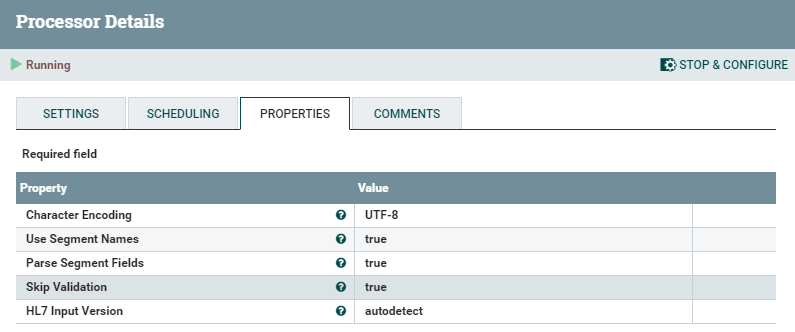 Processor Details
Running
STOP & CONFIGURE
SETTINGS SCHEDULING PROPERTIES COMMENTS
Required field
Property Value
Character Encoding ? UTF-8
Use Segment Names ? true
Parse Segment Fields ? true
Skip Validation ? true
HL7 Input Version ? autodetect